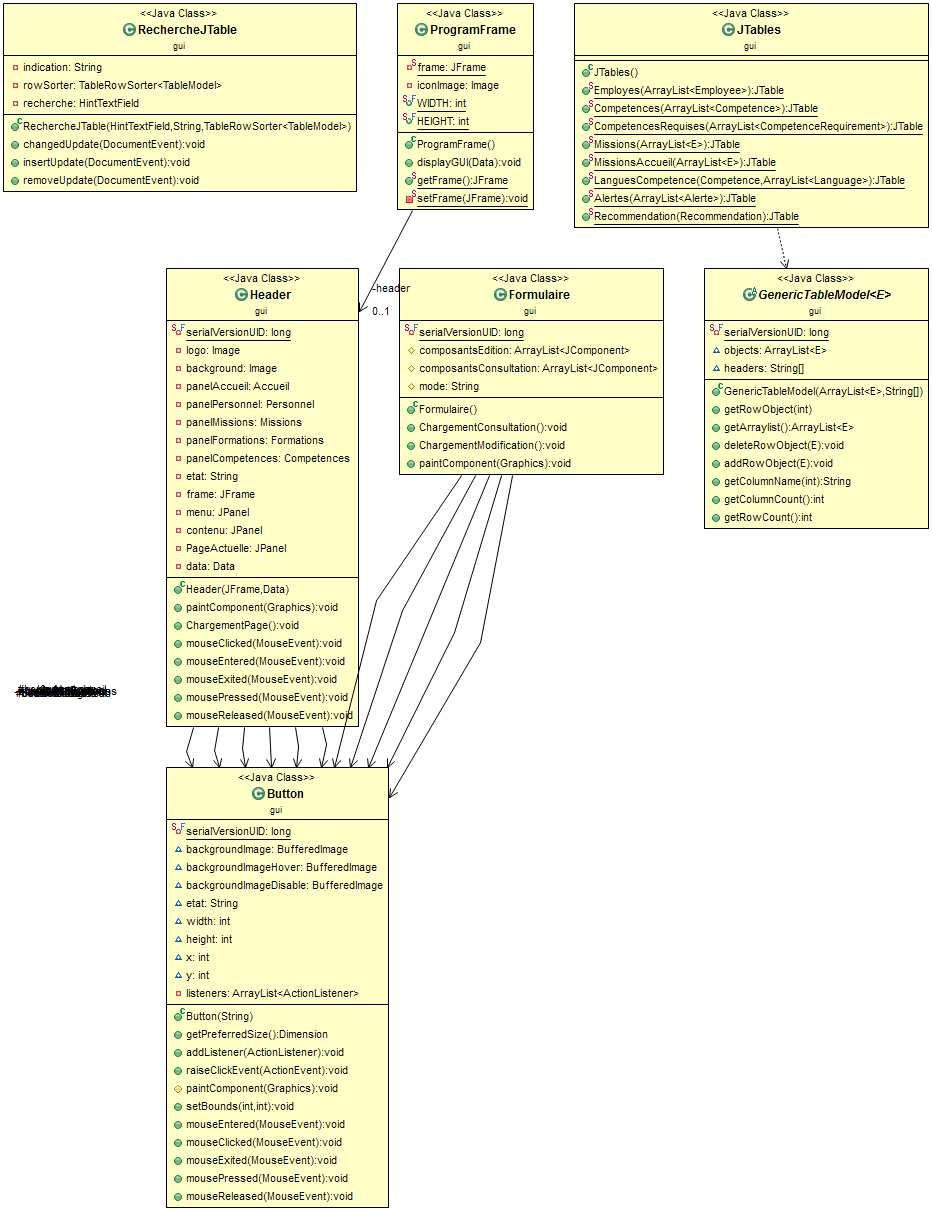 <<Java Class>>
RechercheJTable
gui
indication: String
rowSorter: TableRowSorter<TableModel>
recherche: HintTextField
RechercheJTable(HintTextField,String,TableRowSorter<TableModel>)
changedUpdate(DocumentEvent):void
insertUpdate(DocumentEvent):void
removeUpdate(DocumentEvent):void
<<Java Class>>
ProgramFrame
gui
frame: JFrame
iconImage: Image
WIDTH: int
HEIGHT: int
ProgramFrame()
displayGUI(Data):void
getFrame():JFrame
setFrame(JFrame):void
<<Java Class>>
JTables
gui
JTables()
Employes(ArrayList<Employee>):JTable
Competences(ArrayList<Competence>):JTable
CompetencesRequises(ArrayList<CompetenceRequirement>):JTable
Missions(ArrayList<E>):JTable
MissionsAccueil(ArrayList<E>):JTable
LanguesCompetence(Competence,ArrayList<Language>):JTable
Alertes(ArrayList<Alerte>):JTable
Recommendation(Recommendation):JTable
-header
0..1
<<Java Class>>
Header
gui
serialVersionUID: long
logo: Image
background: Image
panelAccueil: Accueil
panelPersonnel: Personnel
panelMissions: Missions
panelFormations: Formations
panelCompetences: Competences
etat: String
frame: JFrame
menu: JPanel
contenu: JPanel
PageActuelle: JPanel
data: Data
Header(JFrame,Data)
paintComponent(Graphics):void
ChargementPage():void
mouseClicked(MouseEvent):void
mouseEntered(MouseEvent):void
mouseExited(MouseEvent):void
mousePressed(MouseEvent):void
mouseReleased(MouseEvent):void
<<Java Class>>
Formulaire
gui
serialVersionUID: long
composantsEdition: ArrayList<JComponent>
composantsConsultation: ArrayList<JComponent>
mode: String
Formulaire()
ChargementConsultation():void
ChargementModification():void
paintComponent(Graphics):void
<<Java Class>>
GenericTableModel<E>
gui
serialVersionUID: long
objects: ArrayList<E>
headers: String[]
GenericTableModel(ArrayList<E>,String[])
getRowObject(int)
getArraylist():ArrayList<E>
deleteRowObject(E):void
addRowObject(E):void
getColumnName(int):String
getColumnCount():int
getRowCount():int
<<Java Class>>
Button
gui
serialVersionUID: long
backgroundImage: BufferedImage
backgroundImageHover: BufferedImage
backgroundImageDisable: BufferedImage
etat: String
width: int
height: int
x: int
y: int
listeners: ArrayList<ActionListener>
Button(String)
getPreferredSize():Dimension
addListener(ActionListener):void
raiseClickEvent(ActionEvent):void
paintComponent(Graphics):void
setBounds(int,int):void
mouseEntered(MouseEvent):void
mouseClicked(MouseEvent):void
mouseExited(MouseEvent):void
mousePressed(MouseEvent):void
mouseReleased(MouseEvent):void